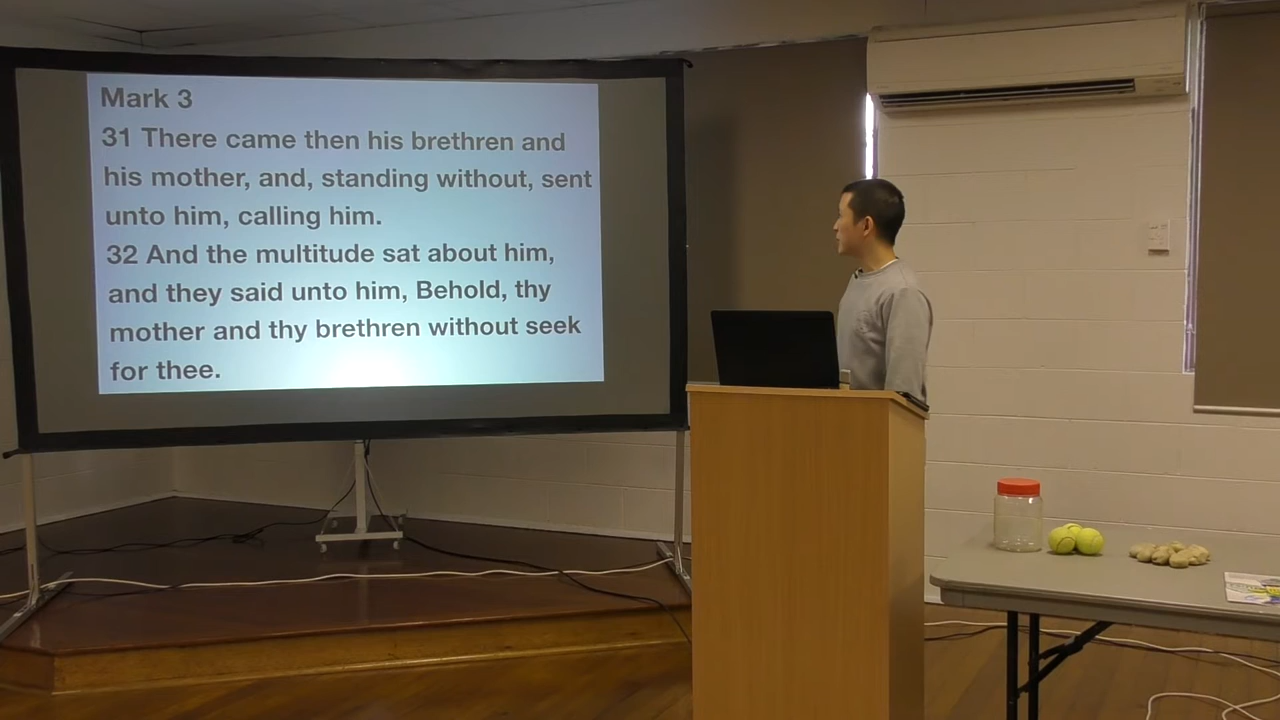 Mark 3
31 There came then his brethren and
his mother, and, standing without, sent
unto him, calling him.
32 And the multitude sat about him,
and they said unto him, Behold, thy
mother and thy brethren without seek
for thee.